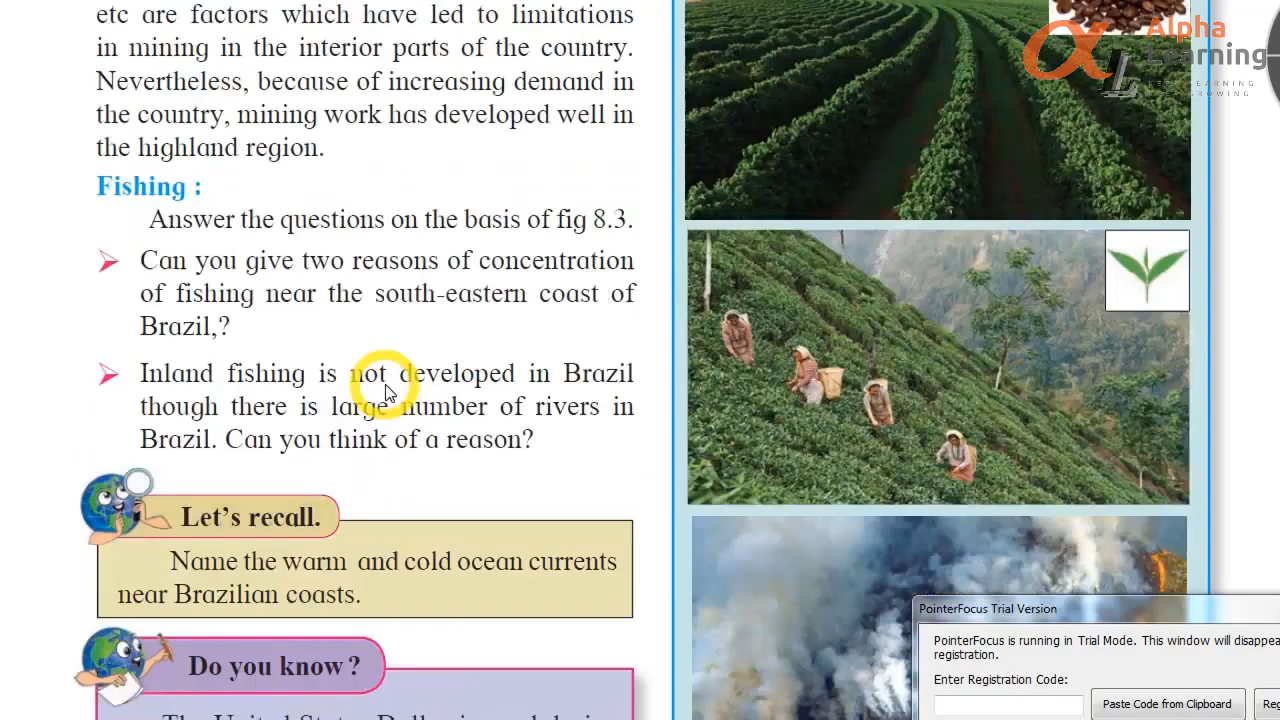 etc are factors which have led to limitations
in mining in the interior parts of the country.
Nevertheless, because of increasing demand in
the country, mining work has developed well in
the highland region.
Fishing :
Answer the questions on the basis of fig 8.3.
Can you give two reasons of concentration
of fishing near the south-eastern coast of
Brazil,?
Inland fishing is not developed in Brazil
though there is large number of rivers in
Brazil. Can you think of a reason?
Let's recall.
Name the warm and cold ocean currents
near Brazilian coasts.
Do you know?
Alpha
Learning
PointerFocus Trial Version
PointerFocus is running in Trial Mode. This window will disappea
registration.
Enter Registration Code:
Paste Code from Clipboard